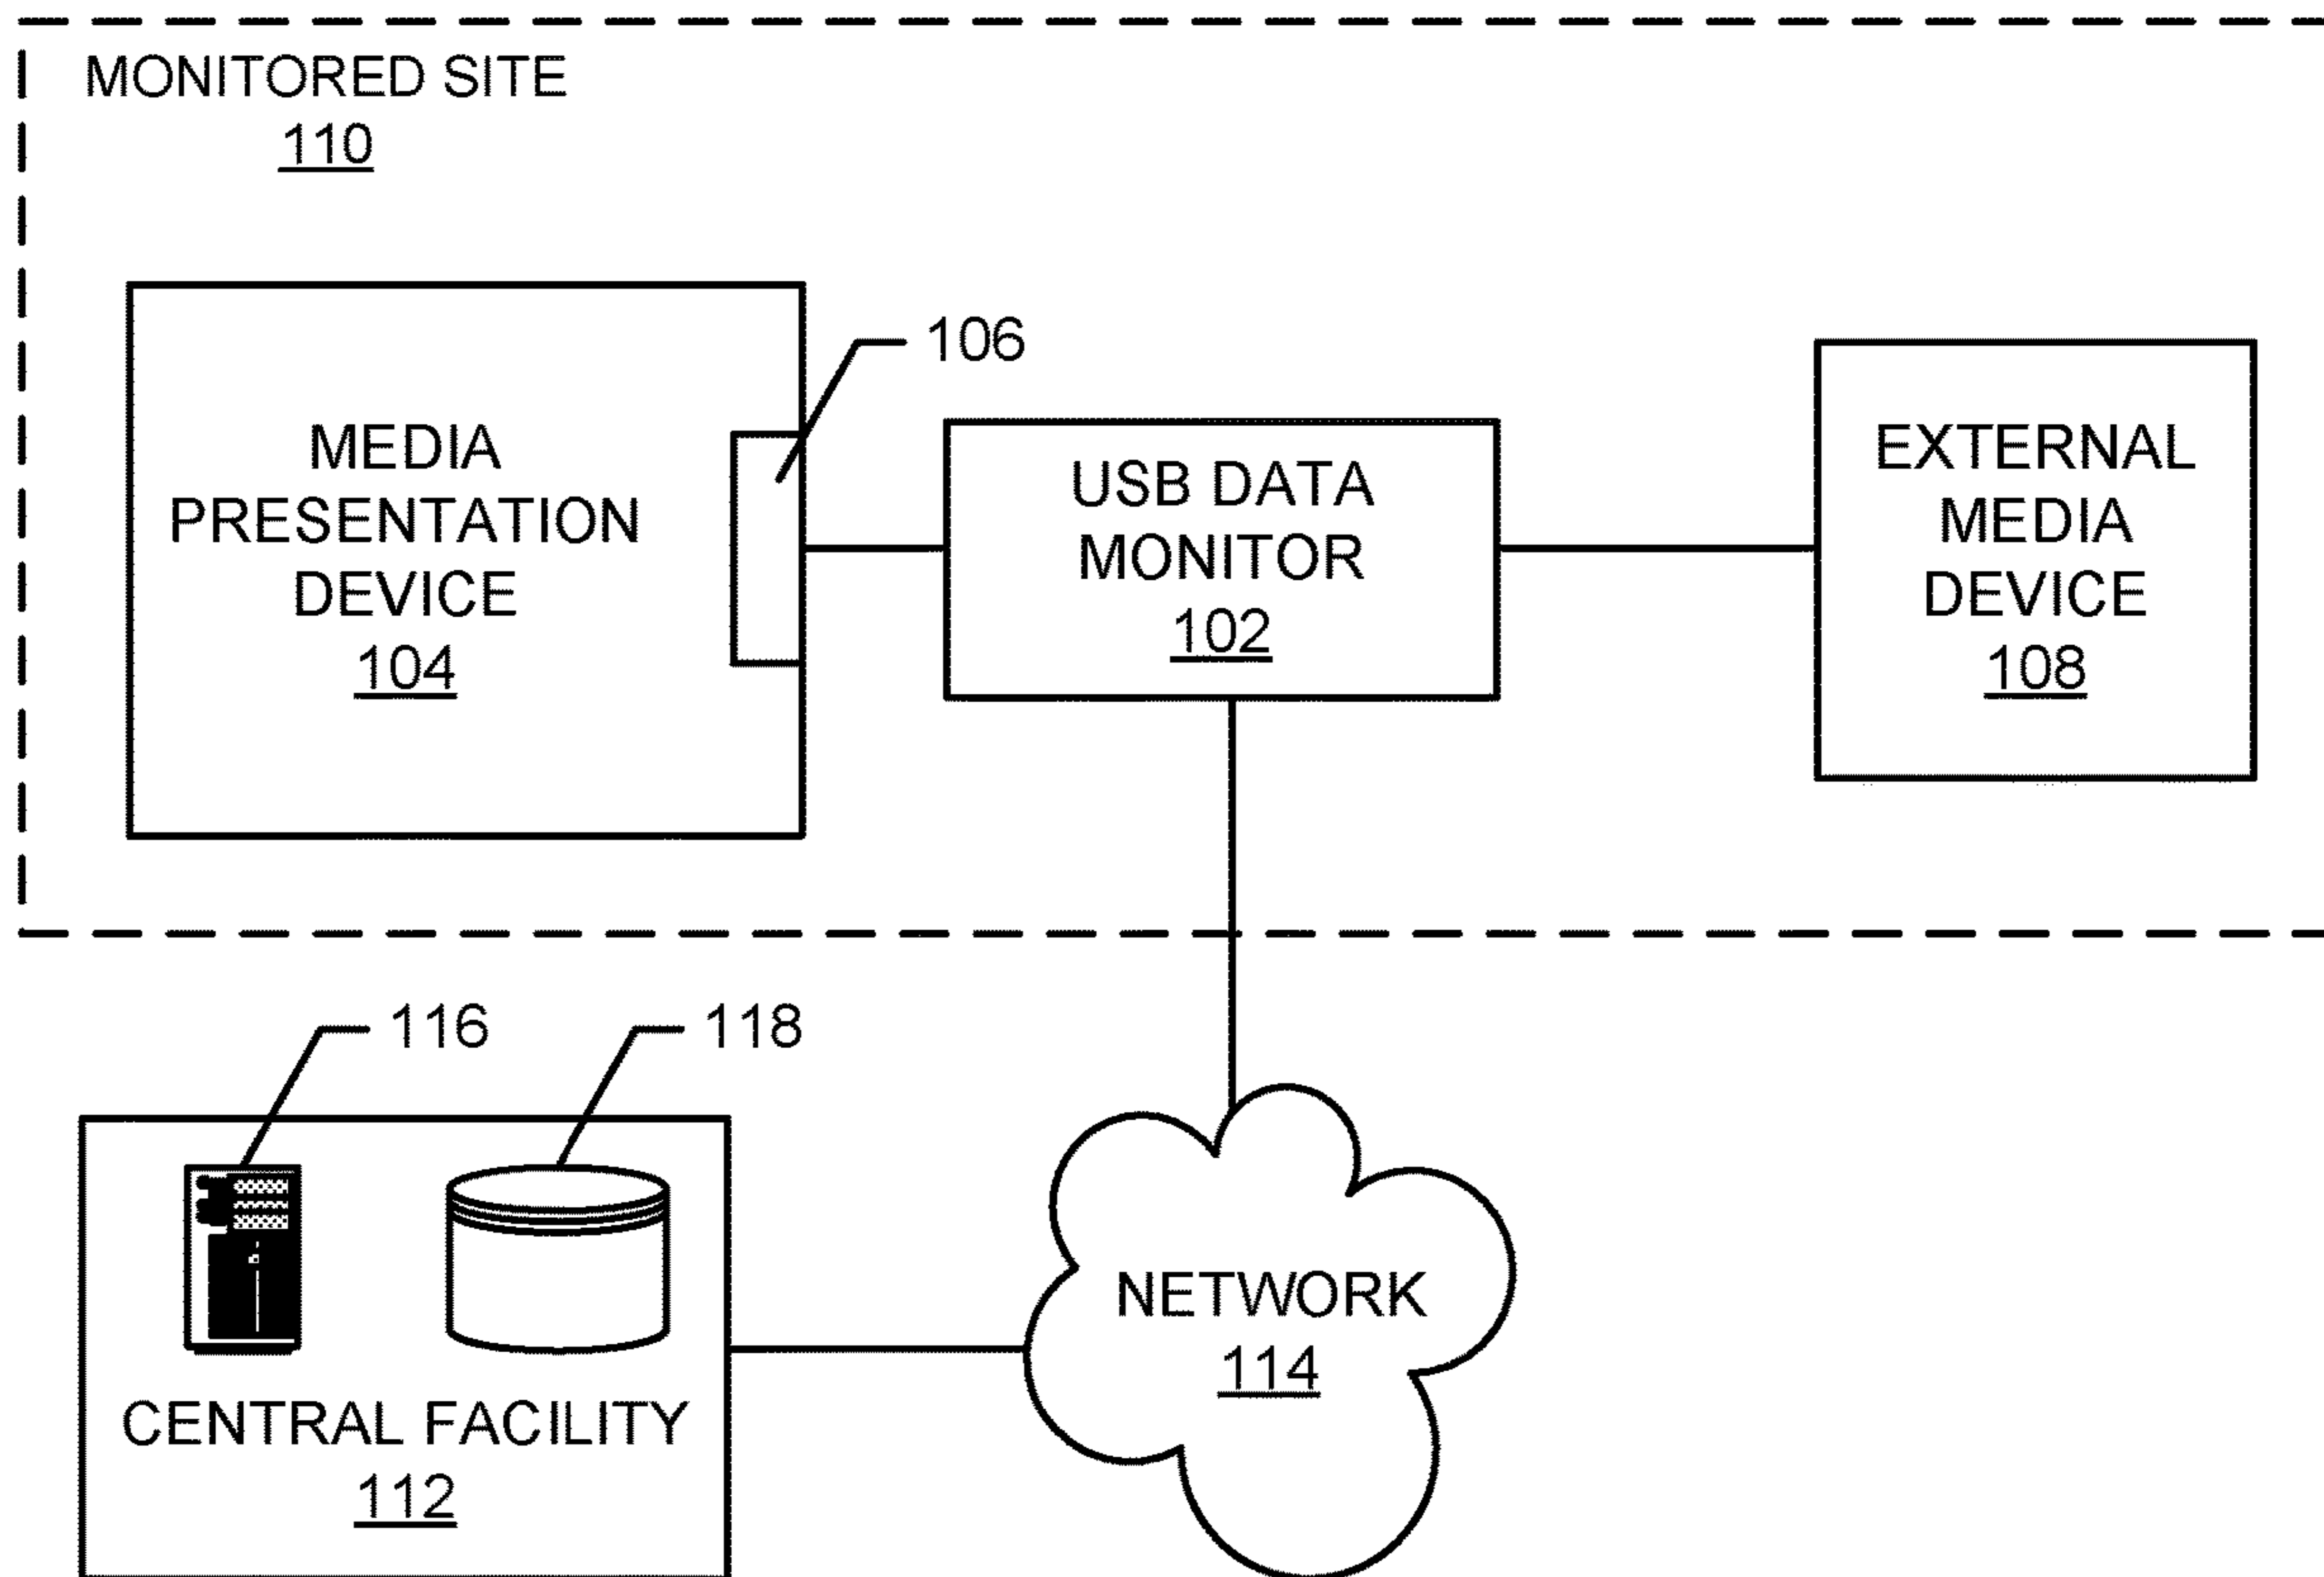 MONITORED SITE
110
106
MEDIA
PRESENTATION
DEVICE
104
USB DATA
MONITOR
102
EXTERNAL
MEDIA
DEVICE
108
116
118
CENTRAL FACILITY
112
NETWORK
114